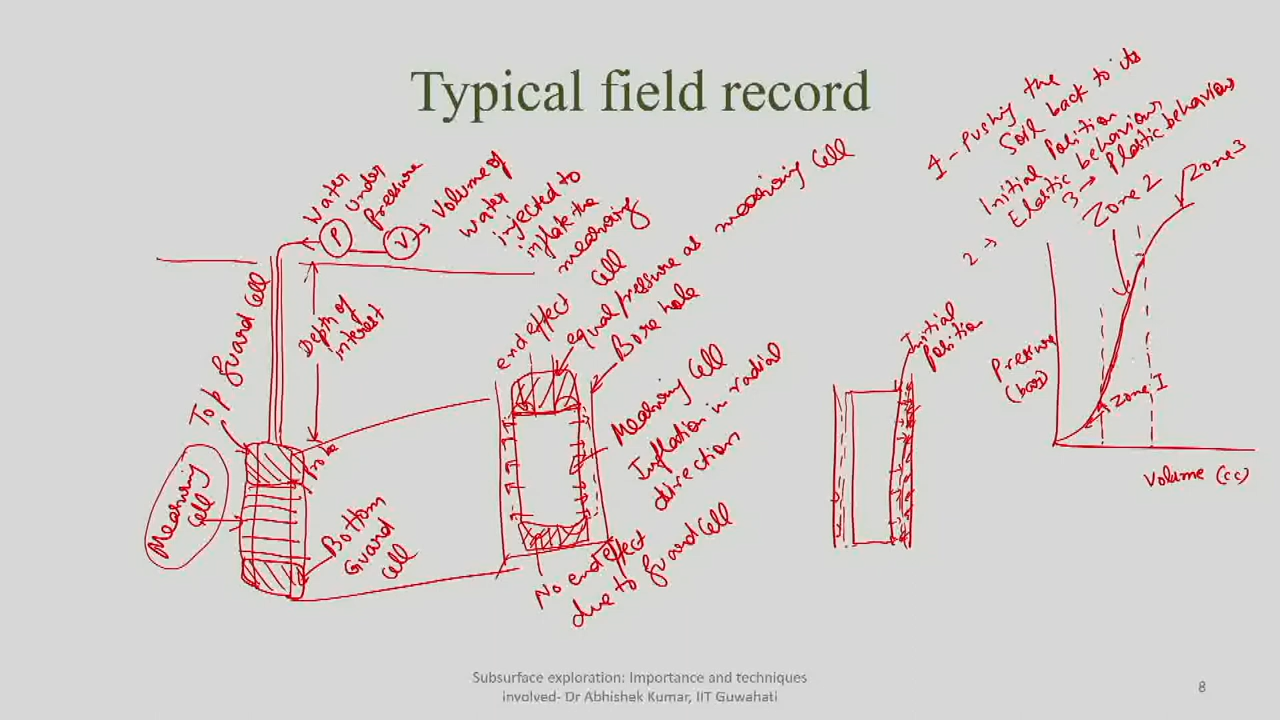 Typical field record
Water
under
Pressure
P
V
Volume of
water
injected to
inflate the
measuring
cell
Top guard cell
Depth of
interest
Probe
Measuring
Cell
Bottom
Guard
cell
end effect
equal pressure as measuring cell
Bore hole
Measuring cell
Inflation in radial
direction
No end effect
due to guard cell
Initial
Position
I - Pushing the
Soil back to its
Initial Position
2 → Elastic behaviour
3 → Plastic behaviour
Zone 2
Zone 3
Zone I
Pressure
(bar)
Volume (cc)
Subsurface exploration: Importance and techniques
involved- Dr Abhishek Kumar, IIT Guwahati
8